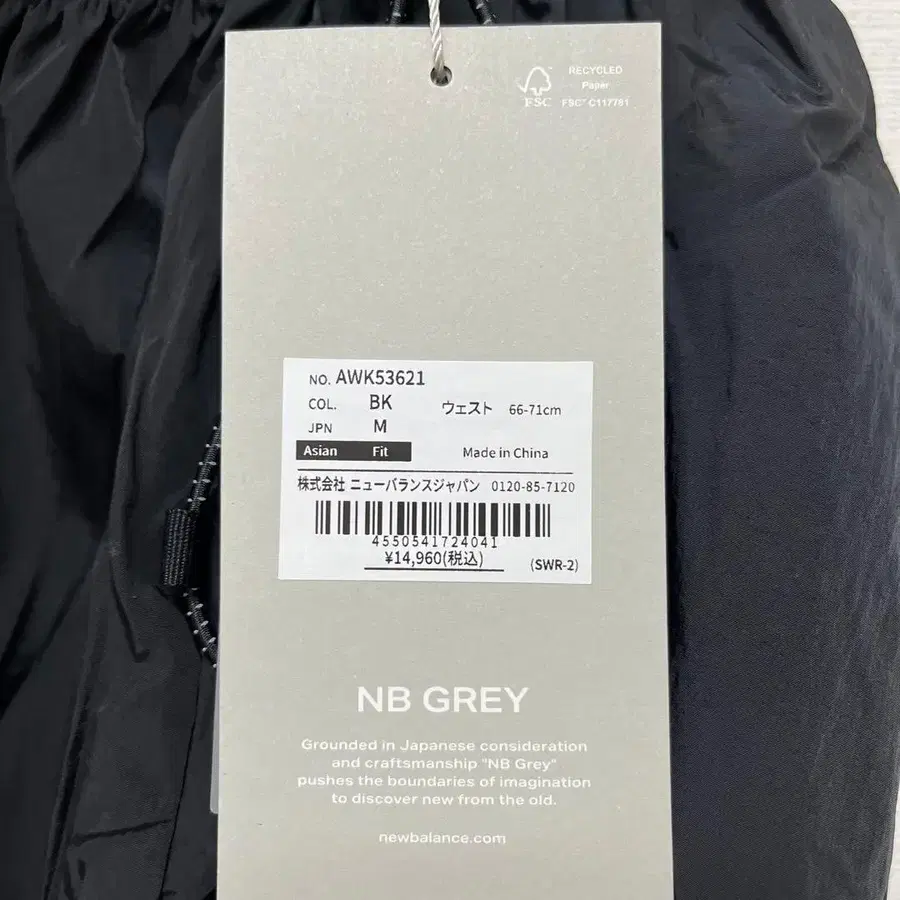 RECYCLED
Paper
FSC® C117781
FSC
NO. AWK53621
COL. BK ウェスト 66-71cm
JPN M
Asian Fit Made in China
株式会社 ニューバランスジャパン 0120-85-7120
4550541724041
¥14,960(税込) (SWR-2)
NB GREY
Grounded in Japanese consideration
and craftsmanship "NB Grey"
pushes the boundaries of imagination
to discover new from the old.
newbalance.com